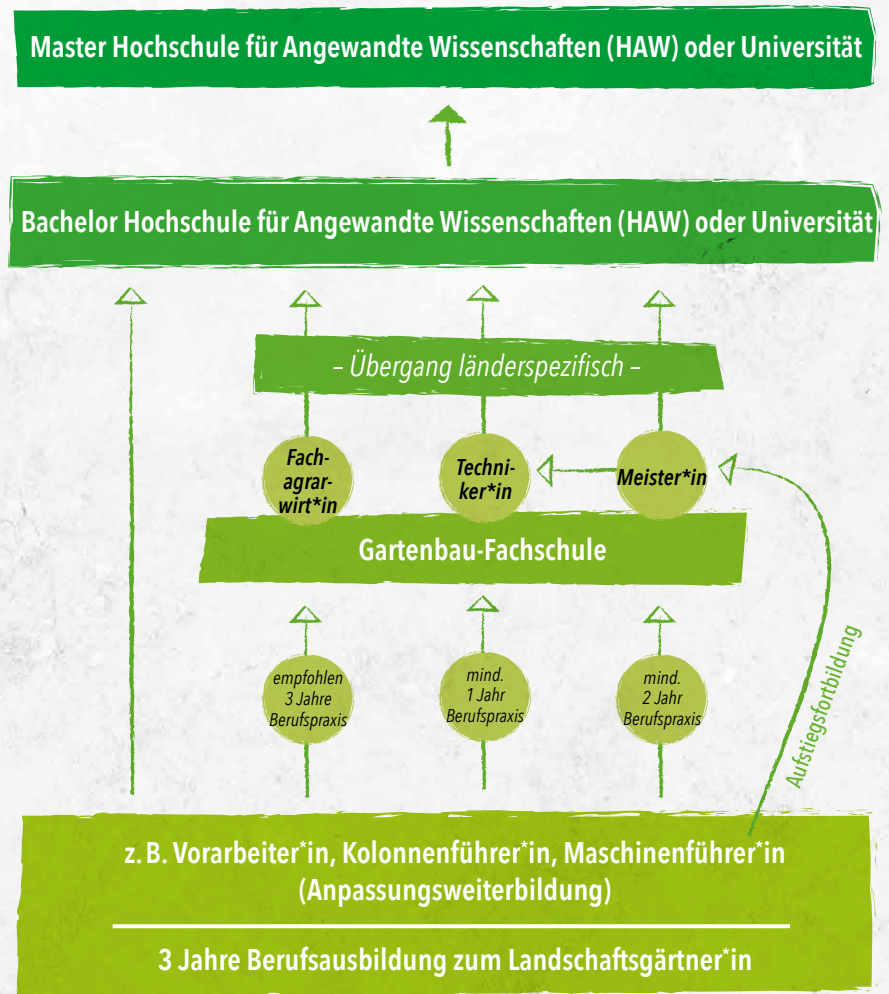 Master Hochschule für Angewandte Wissenschaften (HAW) oder Universität
Bachelor Hochschule für Angewandte Wissenschaften (HAW) oder Universität
– Übergang länderspezifisch –
Fach-
agrar-
wirt*in
Techni-
ker*in
Meister*in
Gartenbau-Fachschule
empfohlen
3 Jahre
Berufspraxis
mind.
1 Jahr
Berufspraxis
mind.
2 Jahr
Berufspraxis
Aufstiegsfortbildung
z. B. Vorarbeiter*in, Kolonnenführer*in, Maschinenführer*in
(Anpassungsweiterbildung)
3 Jahre Berufsausbildung zum Landschaftsgärtner*in